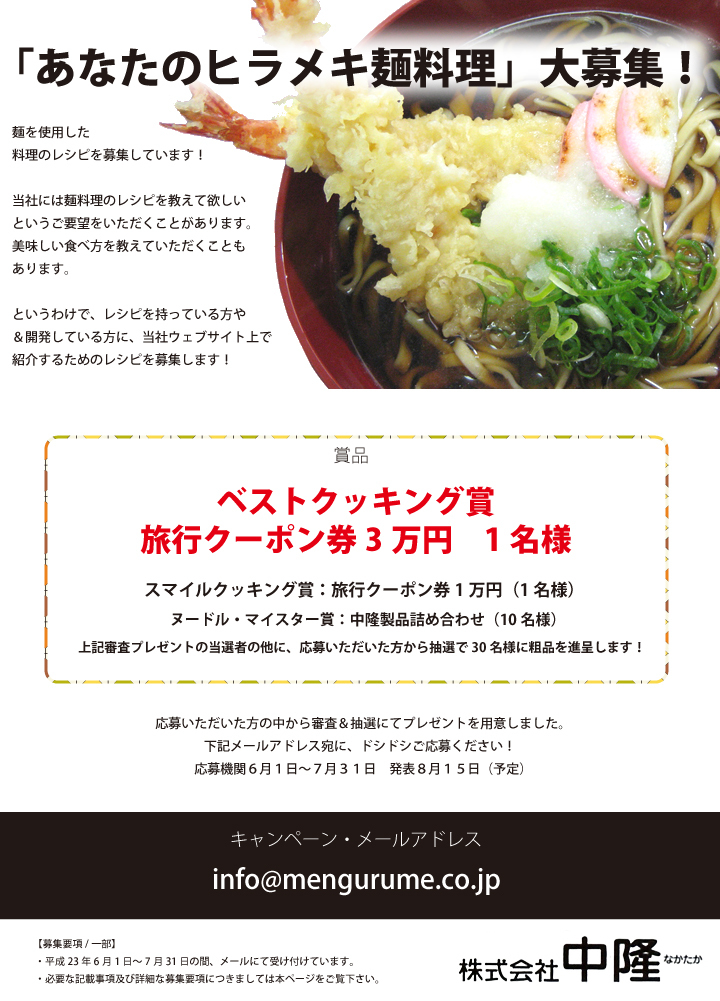 「あなたのヒラメキ麺料理」大募集！
麺を使用した
料理のレシピを募集しています！
当社には麺料理のレシピを教えて欲しい
というご要望をいただくことがあります。
美味しい食べ方を教えていただくことも
あります。
というわけで、レシピを持っている方や
＆開発している方に、当社ウェブサイト上で
紹介するためのレシピを募集します！
賞品
ベストクッキング賞
旅行クーポン券 3 万円　1 名様
スマイルクッキング賞：旅行クーポン券 1 万円（1 名様）
ヌードル・マイスター賞：中隆製品詰め合わせ（10 名様）
上記審査プレゼントの当選者の他に、応募いただいた方から抽選で 30 名様に粗品を進呈します！
応募いただいた方の中から審査＆抽選にてプレゼントを用意しました。
下記メールアドレス宛に、ドシドシご応募ください！
応募機関６月１日〜７月３１日　発表８月１５日（予定）
キャンペーン・メールアドレス
info@mengurume.co.jp
【募集要項 / 一部】
・平成 23 年 6 月 1 日〜 7 月 31 日の間、メールにて受け付けています。
・必要な記載事項及び詳細な募集要項につきましては本ページをご覧下さい。
株式会社 中隆 なかたか